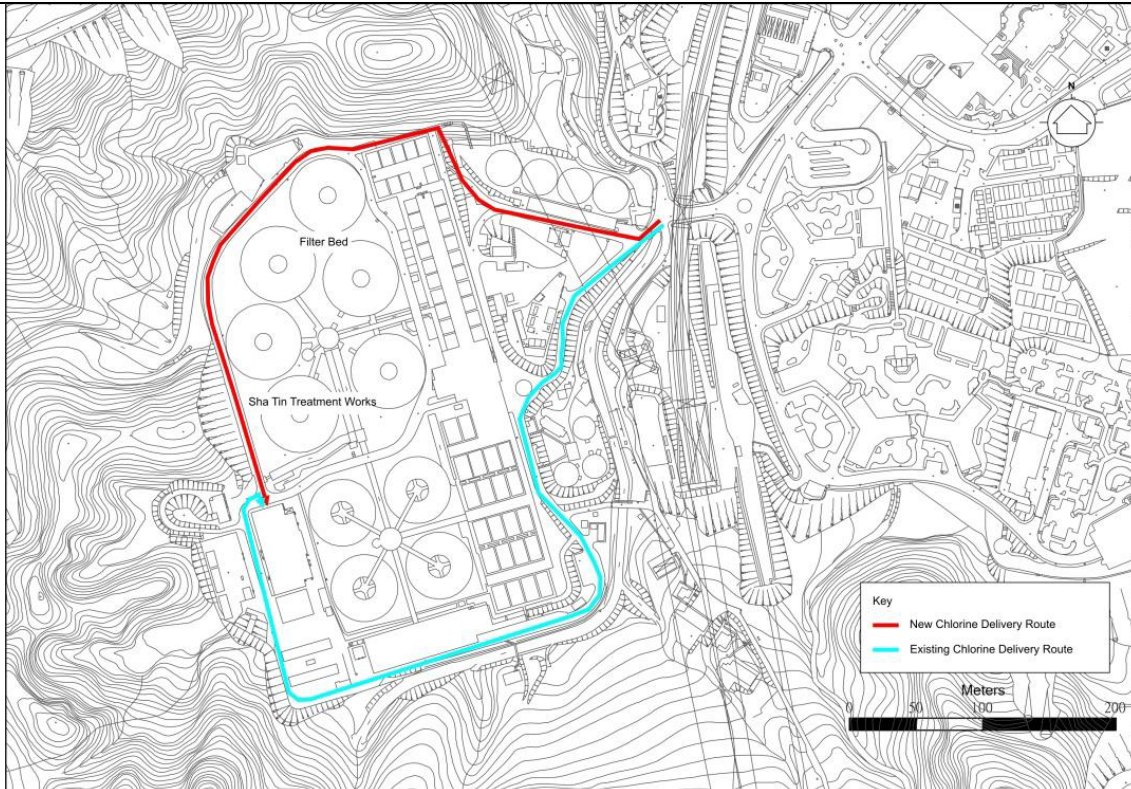 N
Filter Bed
Sha Tin Treatment Works
Key
New Chlorine Delivery Route
Existing Chlorine Delivery Route
Meters
0 50 100 200